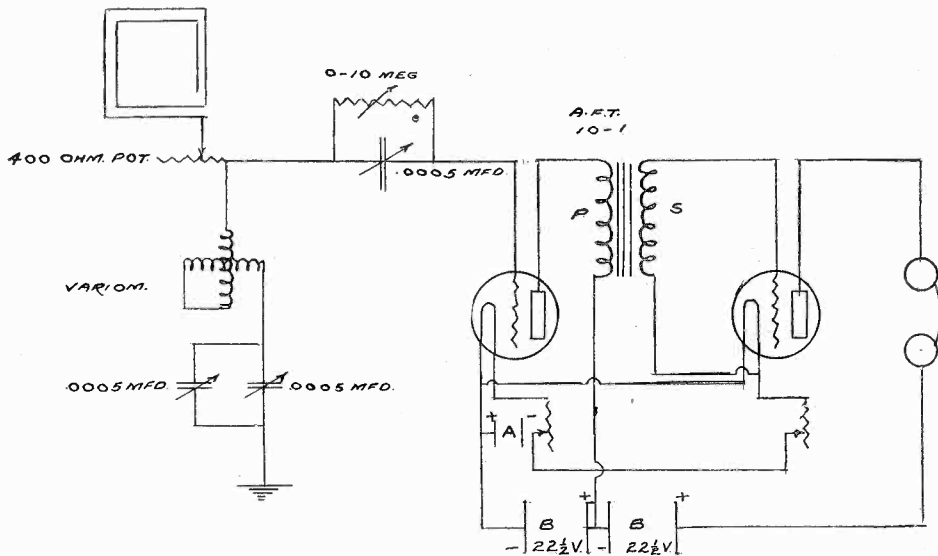 0-10 MEG
A.F.T.
10-1
400 OHM. POT.
.0005 MFD.
P
S
VARIOM.
.0005 MFD.
.0005 MFD.
+
A
-
+
+
B
B
-
22½V.
-
22½V.